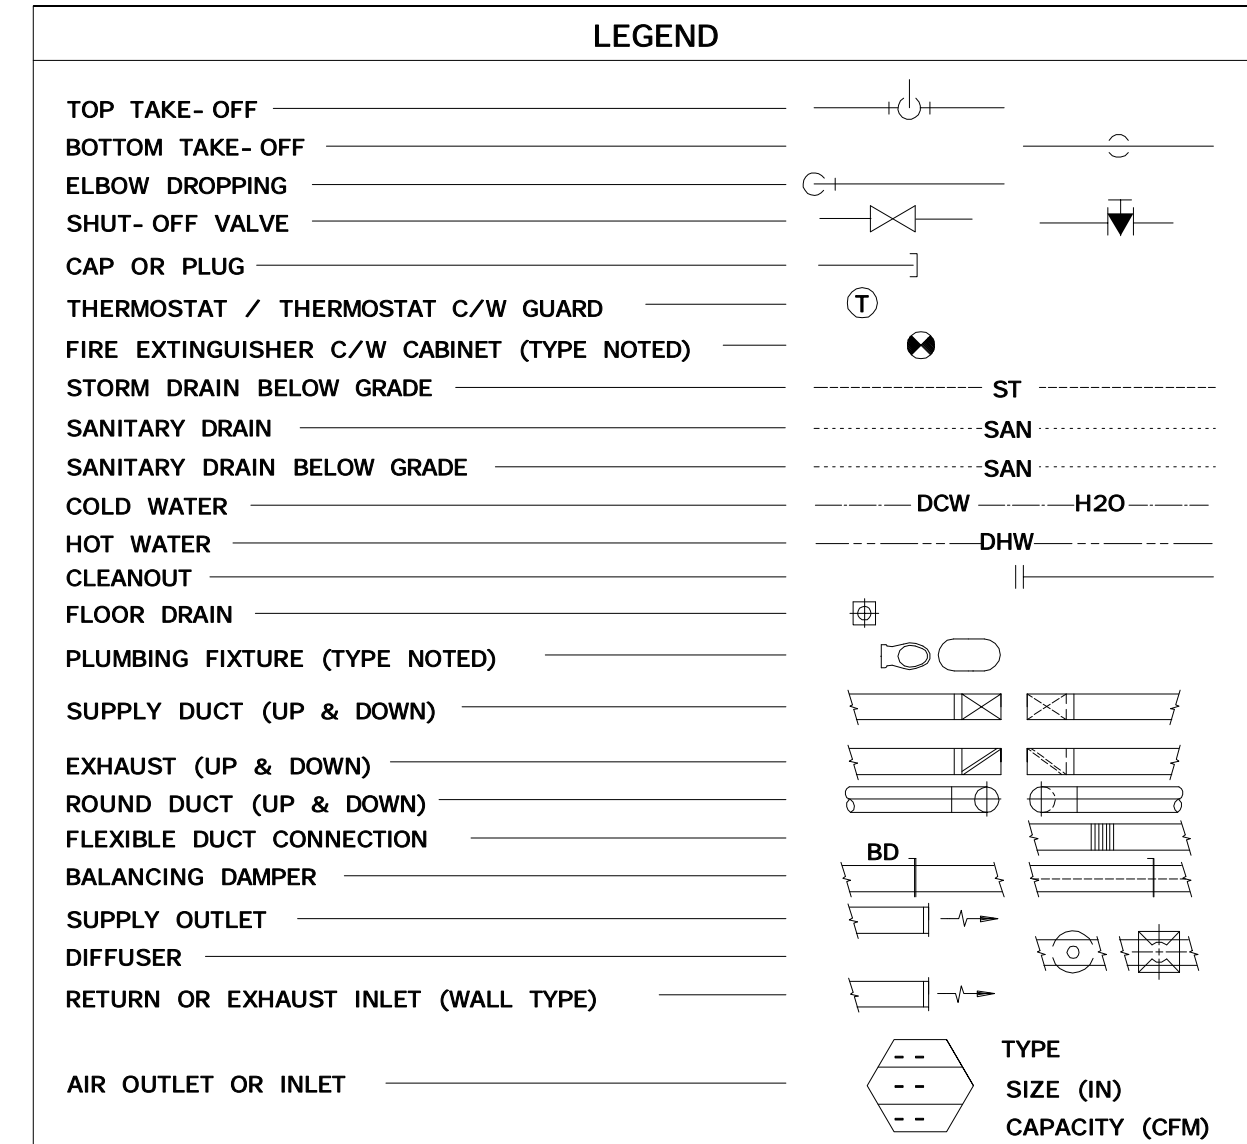 LEGEND
TOP TAKE-OFF
BOTTOM TAKE-OFF
ELBOW DROPPING
SHUT-OFF VALVE
CAP OR PLUG
THERMOSTAT / THERMOSTAT C/W GUARD T
FIRE EXTINGUISHER C/W CABINET (TYPE NOTED)
STORM DRAIN BELOW GRADE ST
SANITARY DRAIN SAN
SANITARY DRAIN BELOW GRADE SAN
COLD WATER DCW H2O
HOT WATER DHW
CLEANOUT
FLOOR DRAIN
PLUMBING FIXTURE (TYPE NOTED)
SUPPLY DUCT (UP & DOWN)
EXHAUST (UP & DOWN)
ROUND DUCT (UP & DOWN)
FLEXIBLE DUCT CONNECTION
BALANCING DAMPER BD
SUPPLY OUTLET
DIFFUSER
RETURN OR EXHAUST INLET (WALL TYPE)
AIR OUTLET OR INLET
-- TYPE
-- SIZE (IN)
-- CAPACITY (CFM)